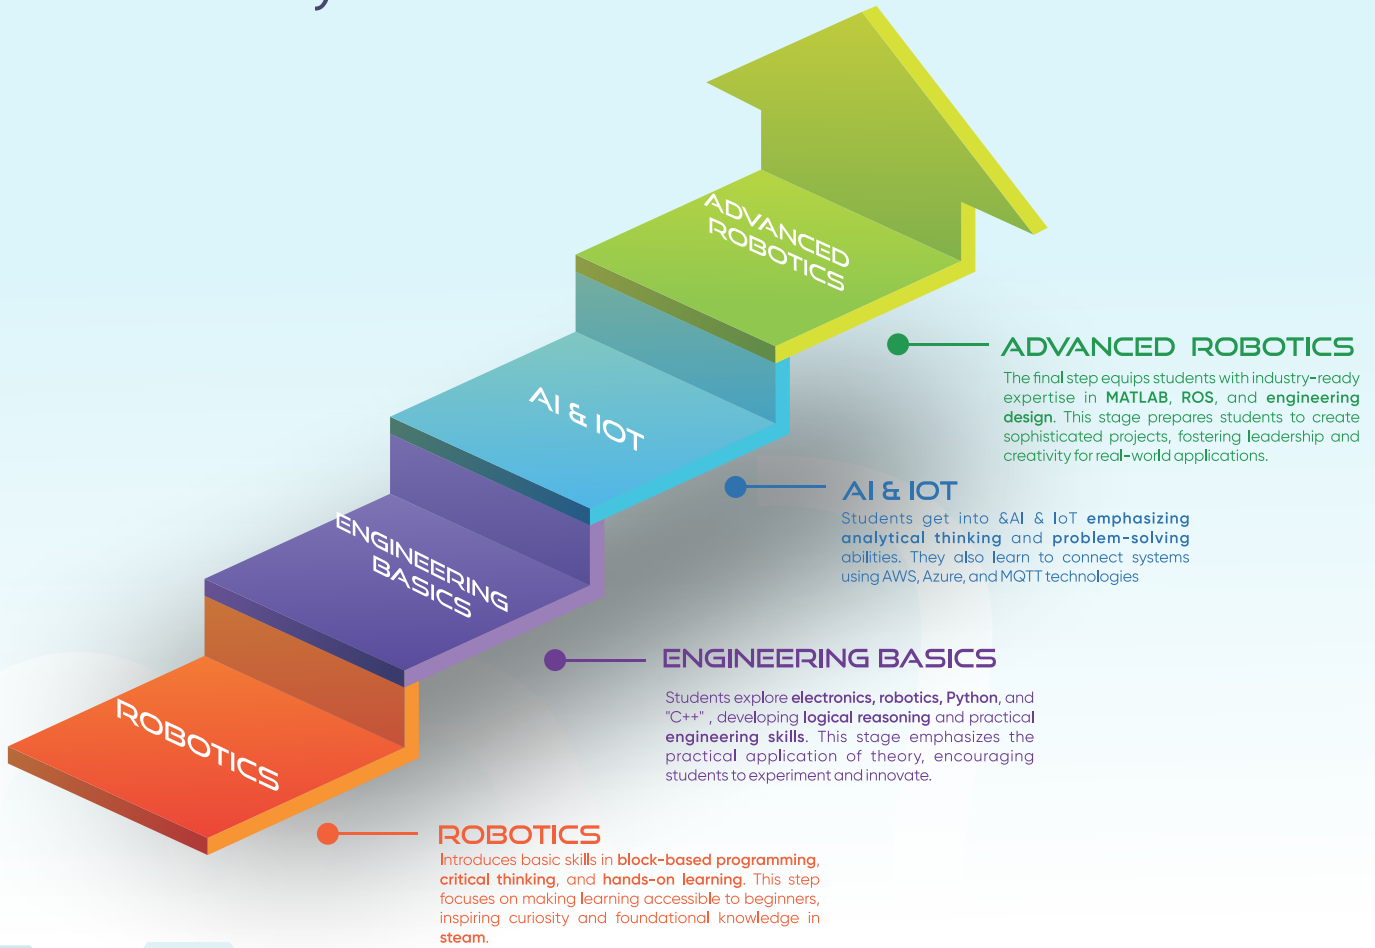 ADVANCED
ROBOTICS
ADVANCED ROBOTICS
The final step equips students with industry-ready
expertise in MATLAB, ROS, and engineering
design. This stage prepares students to create
sophisticated projects, fostering leadership and
creativity for real-world applications.
AI & IOT
AI & IOT
Students get into &AI & IoT emphasizing
analytical thinking and problem-solving
abilities. They also learn to connect systems
using AWS, Azure, and MQTT technologies
ENGINEERING
BASICS
ENGINEERING BASICS
Students explore electronics, robotics, Python, and
"C++" , developing logical reasoning and practical
engineering skills. This stage emphasizes the
practical application of theory, encouraging
students to experiment and innovate.
ROBOTICS
ROBOTICS
Introduces basic skills in block-based programming,
critical thinking, and hands-on learning. This step
focuses on making learning accessible to beginners,
inspiring curiosity and foundational knowledge in
steam.